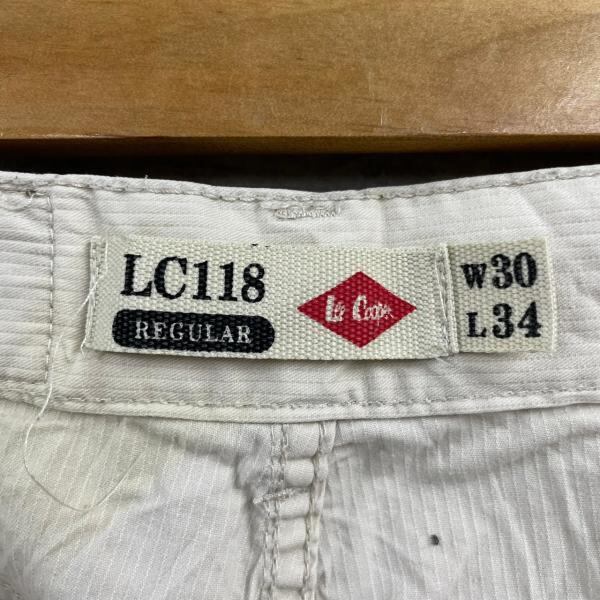 LC118
REGULAR
Lee Cooper
W30
L34